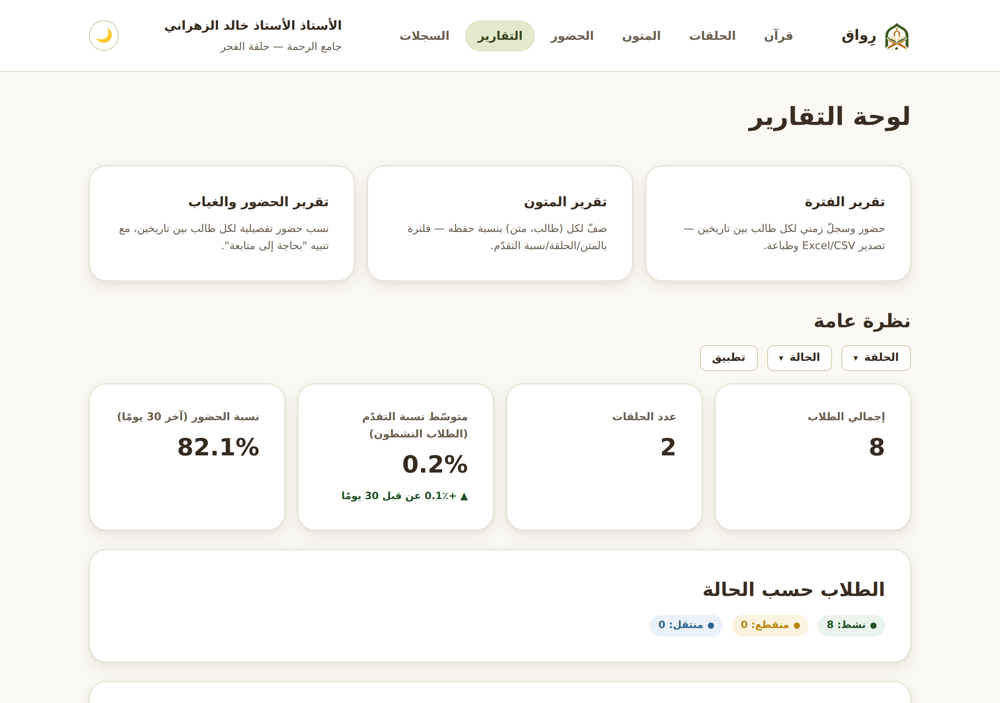 رِواق
قرآن
الحلقات
المتون
الحضور
التقارير
السجلات
الأستاذ الأستاذ خالد الزهراني
جامع الرحمة — حلقة الفجر
لوحة التقارير
تقرير الفترة
حضور وسجلّ زمني لكل طالب بين تاريخين —
تصدير Excel/CSV وطباعة.
تقرير المتون
صفّ لكل (طالب، متن) بنسبة حفظه — فلترة
بالمتن/الحلقة/نسبة التقدّم.
تقرير الحضور والغياب
نسب حضور تفصيلية لكل طالب بين تاريخين، مع
تنبيه "بحاجة إلى متابعة".
نظرة عامة
الحلقة ▾
الحالة ▾
تطبيق
إجمالي الطلاب
8
عدد الحلقات
2
متوسّط نسبة التقدّم
(الطلاب النشطون)
0.2%
▲ +0.1٪ عن قبل 30 يومًا
نسبة الحضور (آخر 30 يومًا)
82.1%
الطلاب حسب الحالة
نشط: 8
منقطع: 0
منتقل: 0